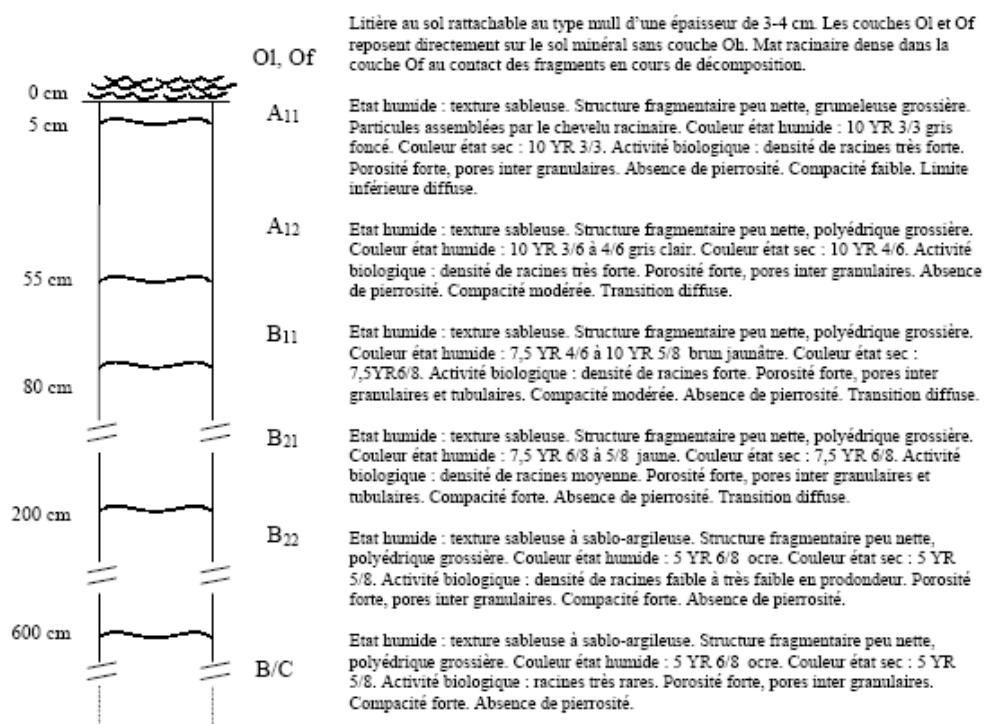 Litière au sol rattachable au type mull d'une épaisseur de 3-4 cm. Les couches Ol et Of
reposent directement sur le sol minéral sans couche Oh. Mat racinaire dense dans la
couche Of au contact des fragments en cours de décomposition.
Ol, Of
0 cm
5 cm
A11
Etat humide : texture sableuse. Structure fragmentaire peu nette, grumeleuse grossière.
Particules assemblées par le chevelu racinaire. Couleur état humide : 10 YR 3/3 gris
foncé. Couleur état sec : 10 YR 3/3. Activité biologique : densité de racines très forte.
Porosité forte, pores inter granulaires. Absence de pierrosité. Compacité faible. Limite
inférieure diffuse.
A12
Etat humide : texture sableuse. Structure fragmentaire peu nette, polyédrique grossière.
Couleur état humide : 10 YR 3/6 à 4/6 gris clair. Couleur état sec : 10 YR 4/6. Activité
biologique : densité de racines très forte. Porosité forte, pores inter granulaires. Absence
de pierrosité. Compacité modérée. Transition diffuse.
55 cm
B11
Etat humide : texture sableuse. Structure fragmentaire peu nette, polyédrique grossière.
Couleur état humide : 7,5 YR 4/6 à 10 YR 5/8 brun jaunâtre. Couleur état sec :
7,5YR6/8. Activité biologique : densité de racines forte. Porosité forte, pores inter
granulaires et tubulaires. Compacité modérée. Absence de pierrosité. Transition diffuse.
80 cm
B21
Etat humide : texture sableuse. Structure fragmentaire peu nette, polyédrique grossière.
Couleur état humide : 7,5 YR 6/8 à 5/8 jaune. Couleur état sec : 7,5 YR 6/8. Activité
biologique : densité de racines moyenne. Porosité forte, pores inter granulaires et
tubulaires. Compacité forte. Absence de pierrosité. Transition diffuse.
200 cm
B22
Etat humide : texture sableuse à sablo-argileuse. Structure fragmentaire peu nette,
polyédrique grossière. Couleur état humide : 5 YR 6/8 ocre. Couleur état sec : 5 YR
5/8. Activité biologique : densité de racines faible à très faible en prodondeur. Porosité
forte, pores inter granulaires. Compacité forte. Absence de pierrosité.
600 cm
B/C
Etat humide : texture sableuse à sablo-argileuse. Structure fragmentaire peu nette,
polyédrique grossière. Couleur état humide : 5 YR 6/8 ocre. Couleur état sec : 5 YR
5/8. Activité biologique : racines très rares. Porosité forte, pores inter granulaires.
Compacité forte. Absence de pierrosité.